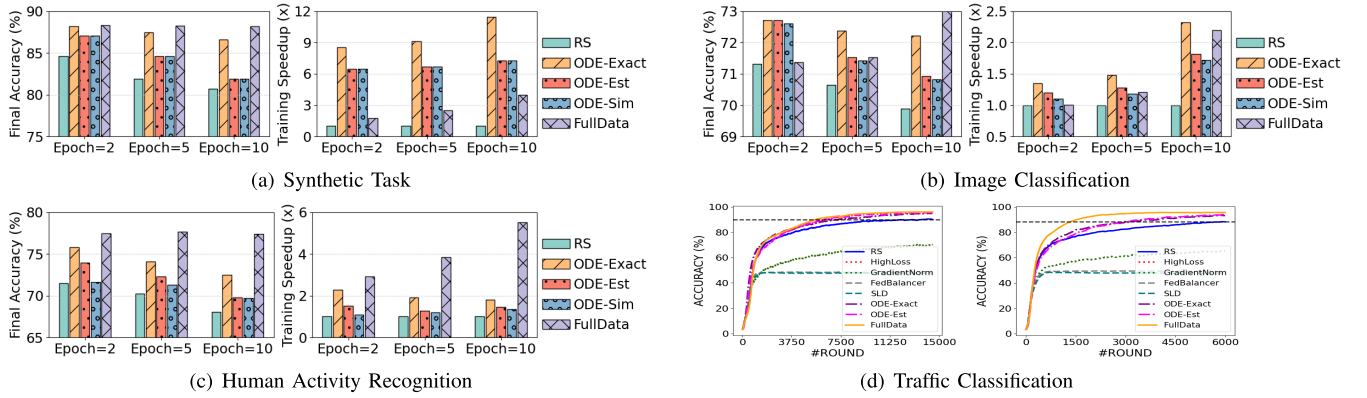 Final Accuracy (%)
90
85
80
75
Epoch=2 Epoch=5 Epoch=10
Training Speedup (x)
12
9
6
3
0
Epoch=2 Epoch=5 Epoch=10
RS
ODE-Exact
ODE-Est
ODE-Sim
FullData
(a) Synthetic Task
Final Accuracy (%)
73
72
71
70
69
Epoch=2 Epoch=5 Epoch=10
Training Speedup (x)
2.5
2.0
1.5
1.0
0.5
Epoch=2 Epoch=5 Epoch=10
RS
ODE-Exact
ODE-Est
ODE-Sim
FullData
(b) Image Classification
Final Accuracy (%)
80
75
70
65
Epoch=2 Epoch=5 Epoch=10
Training Speedup (x)
6
4
2
0
Epoch=2 Epoch=5 Epoch=10
RS
ODE-Exact
ODE-Est
ODE-Sim
FullData
(c) Human Activity Recognition
ACCURACY (%)
100
80
60
40
20
0
RS
HighLoss
GradientNorm
FedBalancer
SLD
ODE-Exact
ODE-Est
FullData
0 3750 7500 11250 15000
#ROUND
ACCURACY (%)
100
80
60
40
20
0
RS
HighLoss
GradientNorm
FedBalancer
SLD
ODE-Exact
ODE-Est
FullData
0 1500 3000 4500 6000
#ROUND
(d) Traffic Classification